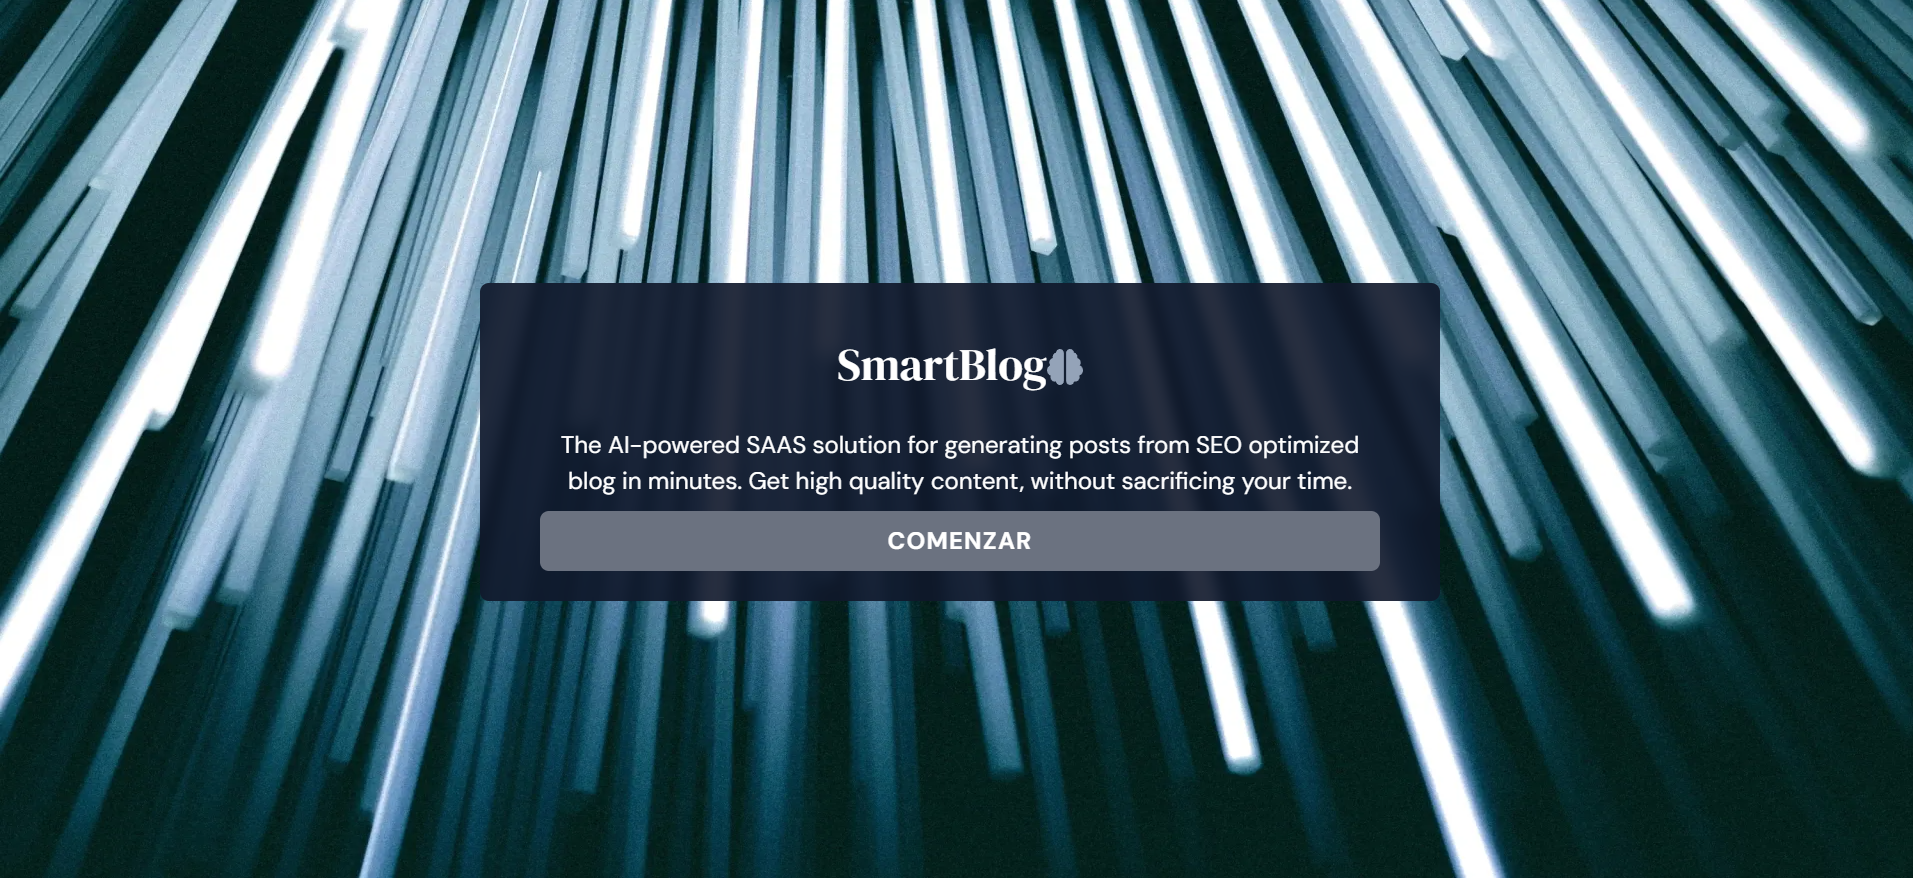 SmartBlog
The AI-powered SAAS solution for generating posts from SEO optimized
blog in minutes. Get high quality content, without sacrificing your time.
COMENZAR